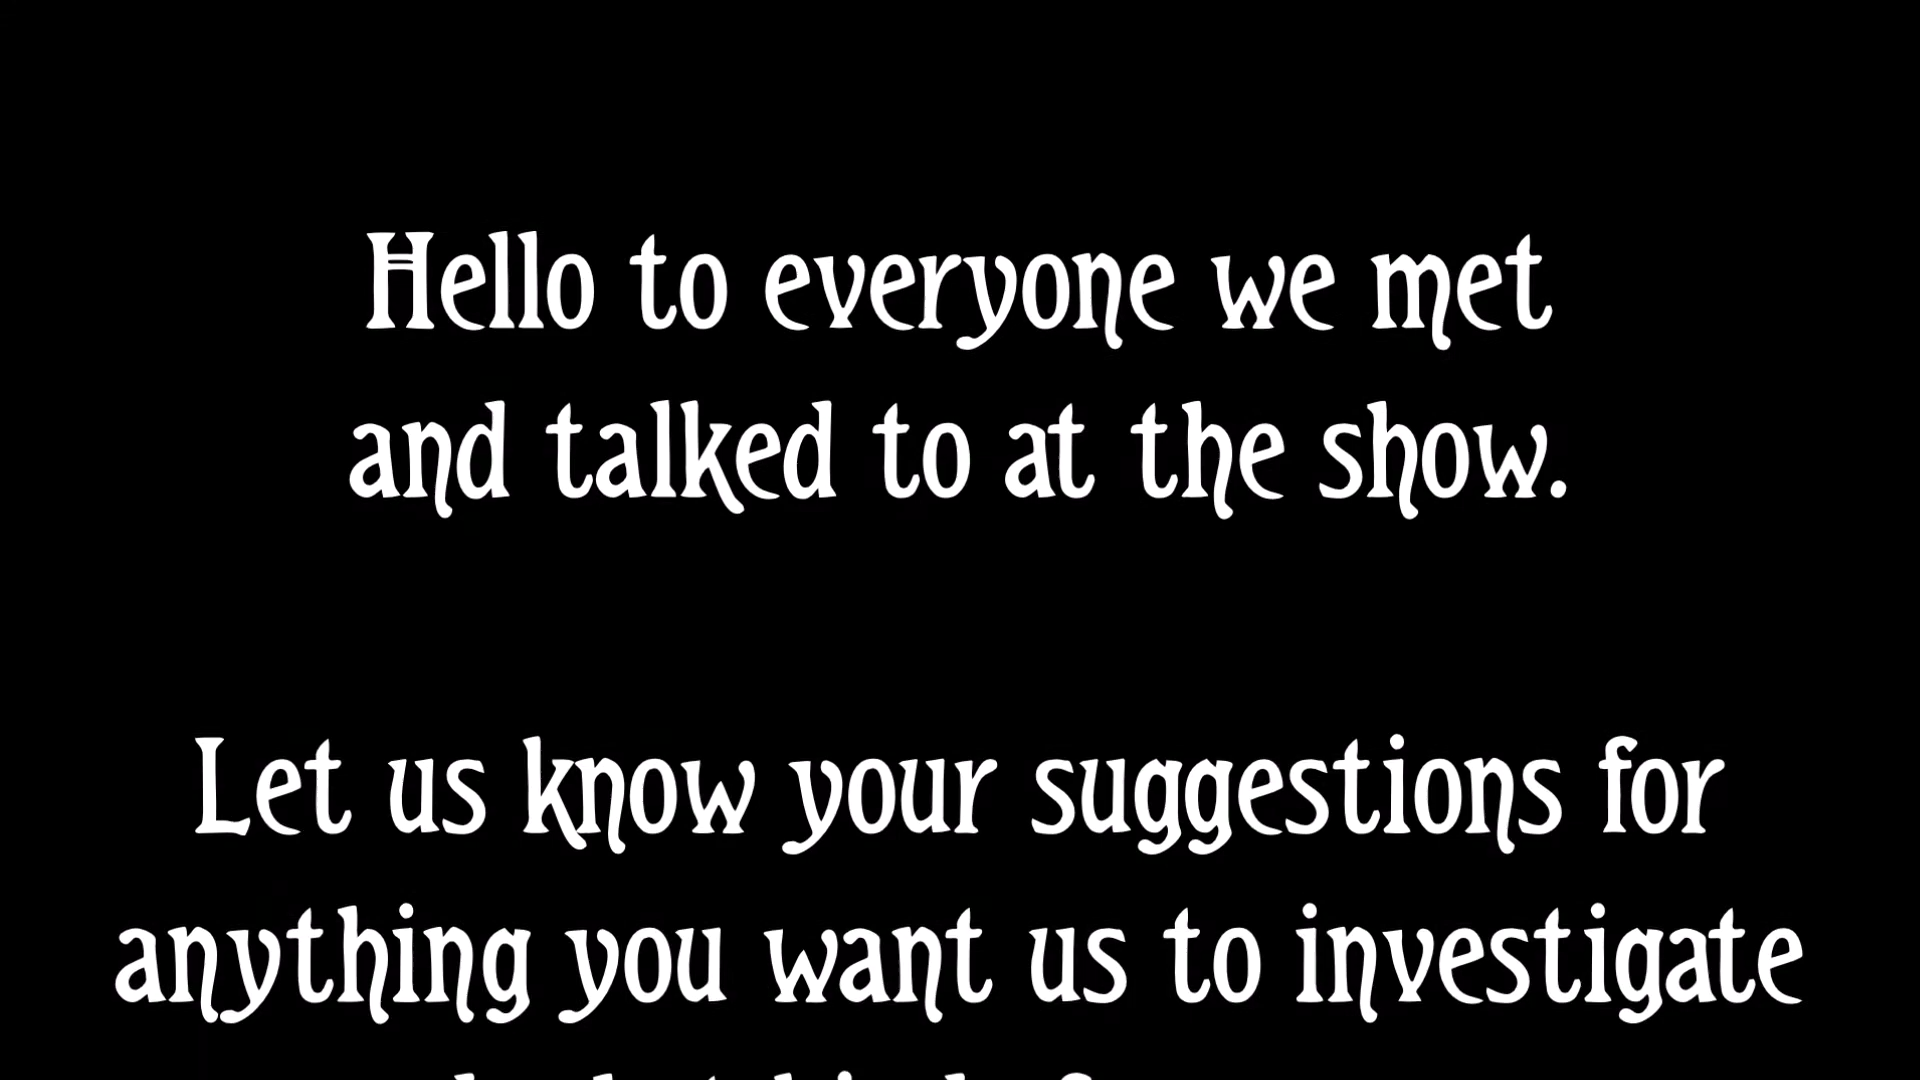 Hello to everyone we met
and talked to at the show.
Let us know your suggestions for
anything you want us to investigate